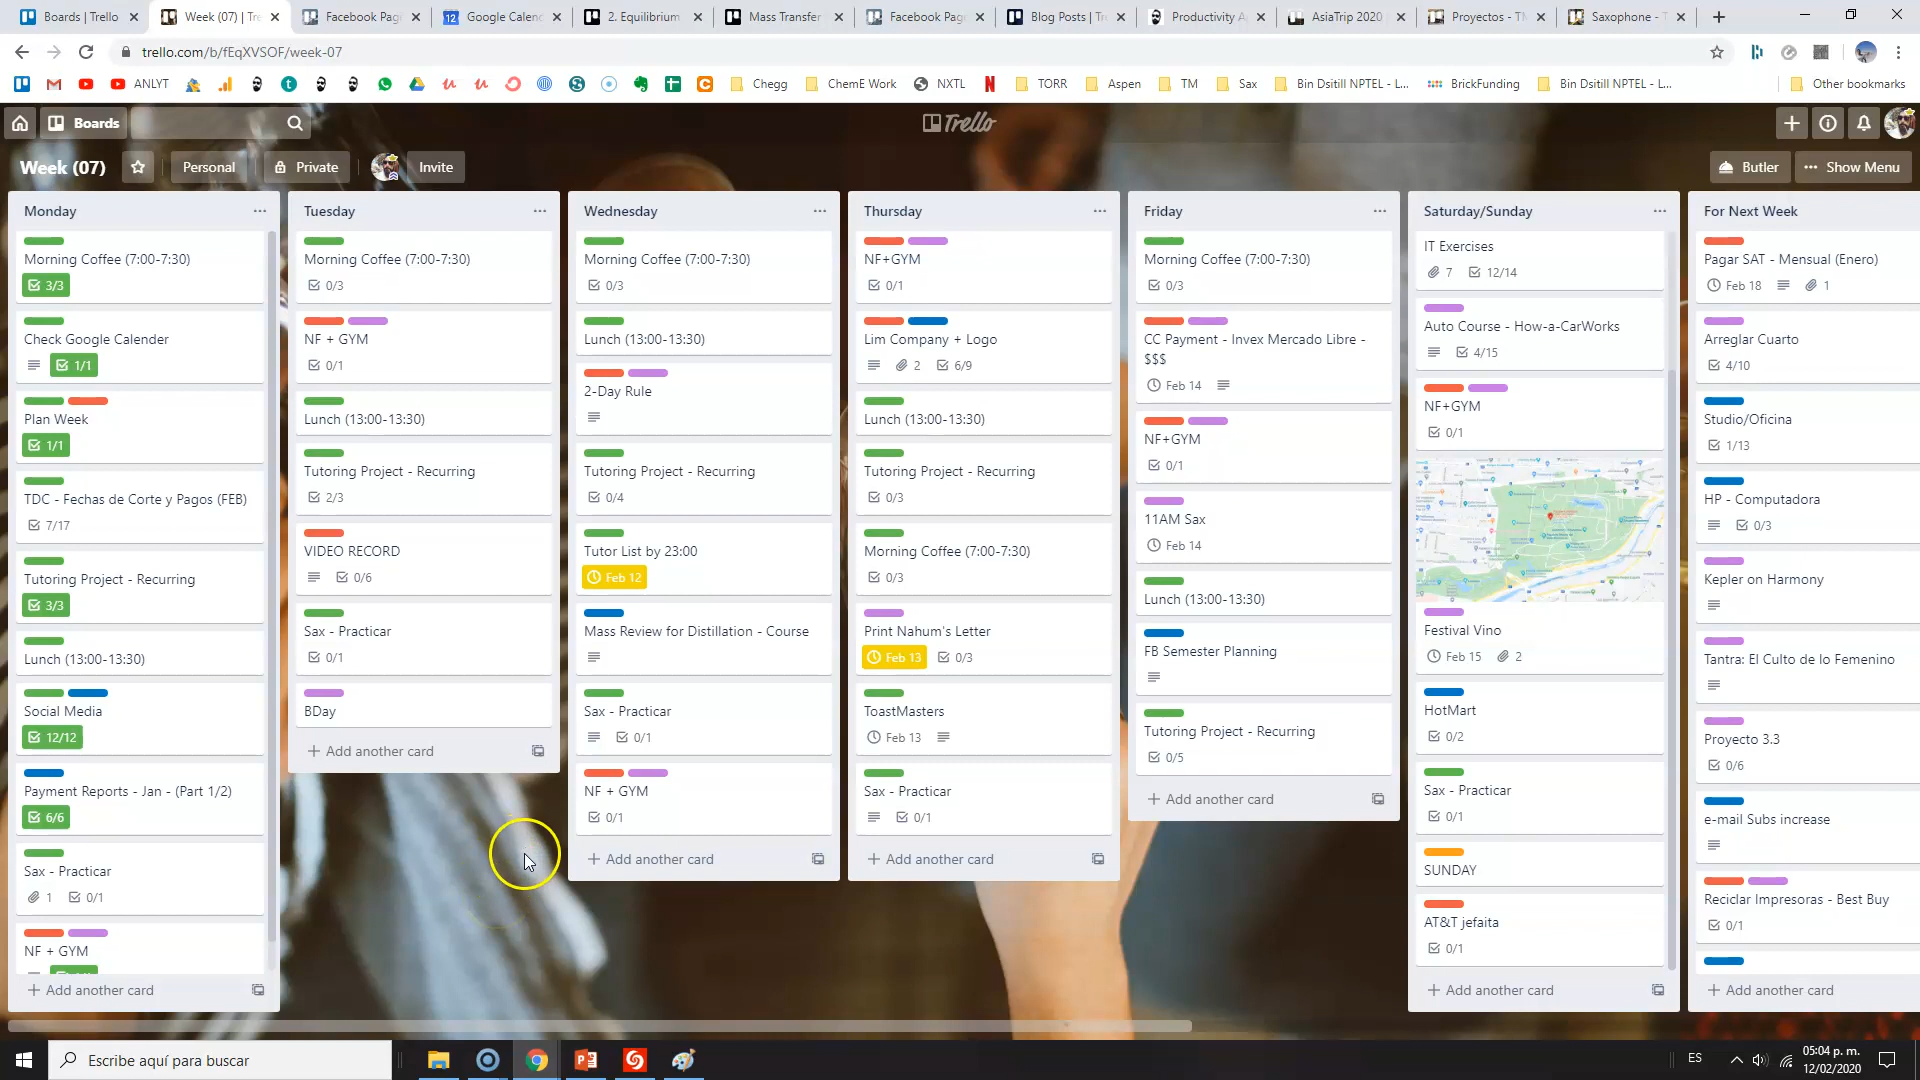 Boards | Trello
Week (07) | Tre
Facebook Pag
Google Calenc
2. Equilibrium
Mass Transfer
Facebook Pag
Blog Posts | Tr
Productivity A
AsiaTrip 2020
Proyectos - T
Saxophone - T
trello.com/b/fEqXVSOF/week-07
ANLYT
Chegg
ChemE Work
NXTL
TORR
Aspen
TM
Sax
Bin Dsitill NPTEL - L...
BrickFunding
Bin Dsitill NPTEL - L...
Other bookmarks
Boards
Trello
Week (07)
Personal
Private
Invite
Butler
Show Menu
Monday
Morning Coffee (7:00-7:30)
3/3
Check Google Calender
1/1
Plan Week
1/1
TDC - Fechas de Corte y Pagos (FEB)
7/17
Tutoring Project - Recurring
3/3
Lunch (13:00-13:30)
Social Media
12/12
Payment Reports - Jan - (Part 1/2)
6/6
Sax - Practicar
1 0/1
NF + GYM
+ Add another card
Tuesday
Morning Coffee (7:00-7:30)
0/3
NF + GYM
0/1
Lunch (13:00-13:30)
Tutoring Project - Recurring
2/3
VIDEO RECORD
0/6
Sax - Practicar
0/1
BDay
+ Add another card
Wednesday
Morning Coffee (7:00-7:30)
0/3
Lunch (13:00-13:30)
2-Day Rule
Tutoring Project - Recurring
0/4
Tutor List by 23:00
Feb 12
Mass Review for Distillation - Course
Sax - Practicar
0/1
NF + GYM
0/1
+ Add another card
Thursday
NF+GYM
0/1
Lim Company + Logo
2 6/9
Lunch (13:00-13:30)
Tutoring Project - Recurring
0/3
Morning Coffee (7:00-7:30)
0/3
Print Nahum's Letter
Feb 13 0/3
ToastMasters
Feb 13
Sax - Practicar
0/1
+ Add another card
Friday
Morning Coffee (7:00-7:30)
0/3
CC Payment - Invex Mercado Libre -
$$$
Feb 14
NF+GYM
0/1
11AM Sax
Feb 14
Lunch (13:00-13:30)
FB Semester Planning
Tutoring Project - Recurring
0/5
+ Add another card
Saturday/Sunday
IT Exercises
7 12/14
Auto Course - How-a-CarWorks
4/15
NF+GYM
0/1
Festival Vino
Feb 15 2
HotMart
0/2
Sax - Practicar
0/1
SUNDAY
AT&T jefaita
0/1
+ Add another card
For Next Week
Pagar SAT - Mensual (Enero)
Feb 18 1
Arreglar Cuarto
4/10
Studio/Oficina
1/13
HP - Computadora
0/3
Kepler on Harmony
Tantra: El Culto de lo Femenino
Proyecto 3.3
0/6
e-mail Subs increase
Reciclar Impresoras - Best Buy
0/1
+ Add another card
Escribe aquí para buscar
ES
05:04 p. m.
12/02/2020